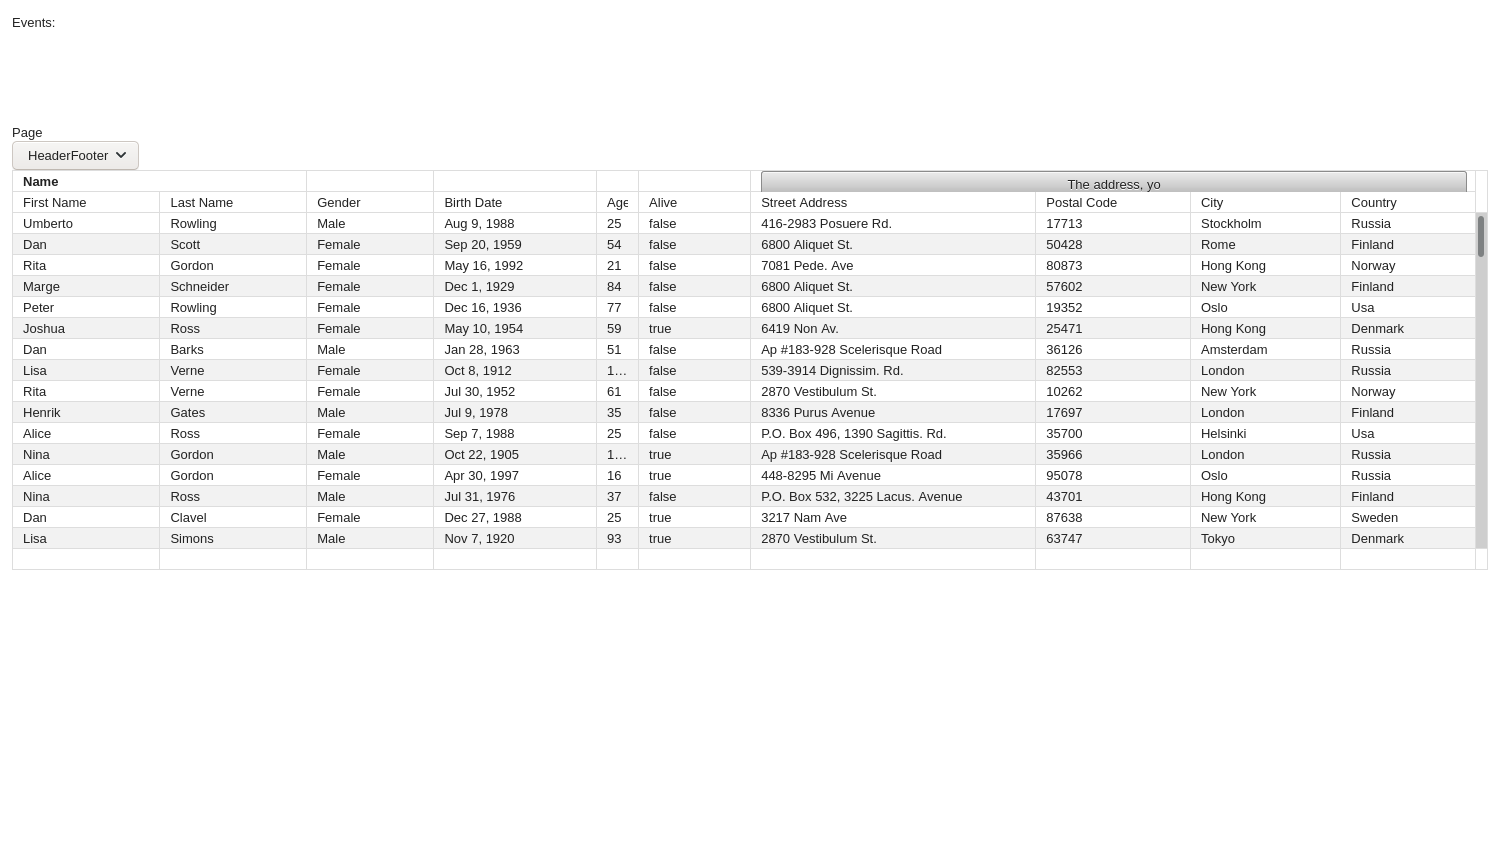 Events:
Page
HeaderFooter
Name The address, yo
First Name Last Name Gender Birth Date Age Alive Street Address Postal Code City Country
Umberto Rowling Male Aug 9, 1988 25 false 416-2983 Posuere Rd. 17713 Stockholm Russia
Dan Scott Female Sep 20, 1959 54 false 6800 Aliquet St. 50428 Rome Finland
Rita Gordon Female May 16, 1992 21 false 7081 Pede. Ave 80873 Hong Kong Norway
Marge Schneider Female Dec 1, 1929 84 false 6800 Aliquet St. 57602 New York Finland
Peter Rowling Female Dec 16, 1936 77 false 6800 Aliquet St. 19352 Oslo Usa
Joshua Ross Female May 10, 1954 59 true 6419 Non Av. 25471 Hong Kong Denmark
Dan Barks Male Jan 28, 1963 51 false Ap #183-928 Scelerisque Road 36126 Amsterdam Russia
Lisa Verne Female Oct 8, 1912 1… false 539-3914 Dignissim. Rd. 82553 London Russia
Rita Verne Female Jul 30, 1952 61 false 2870 Vestibulum St. 10262 New York Norway
Henrik Gates Male Jul 9, 1978 35 false 8336 Purus Avenue 17697 London Finland
Alice Ross Female Sep 7, 1988 25 false P.O. Box 496, 1390 Sagittis. Rd. 35700 Helsinki Usa
Nina Gordon Male Oct 22, 1905 1… true Ap #183-928 Scelerisque Road 35966 London Russia
Alice Gordon Female Apr 30, 1997 16 true 448-8295 Mi Avenue 95078 Oslo Russia
Nina Ross Male Jul 31, 1976 37 false P.O. Box 532, 3225 Lacus. Avenue 43701 Hong Kong Finland
Dan Clavel Female Dec 27, 1988 25 true 3217 Nam Ave 87638 New York Sweden
Lisa Simons Male Nov 7, 1920 93 true 2870 Vestibulum St. 63747 Tokyo Denmark